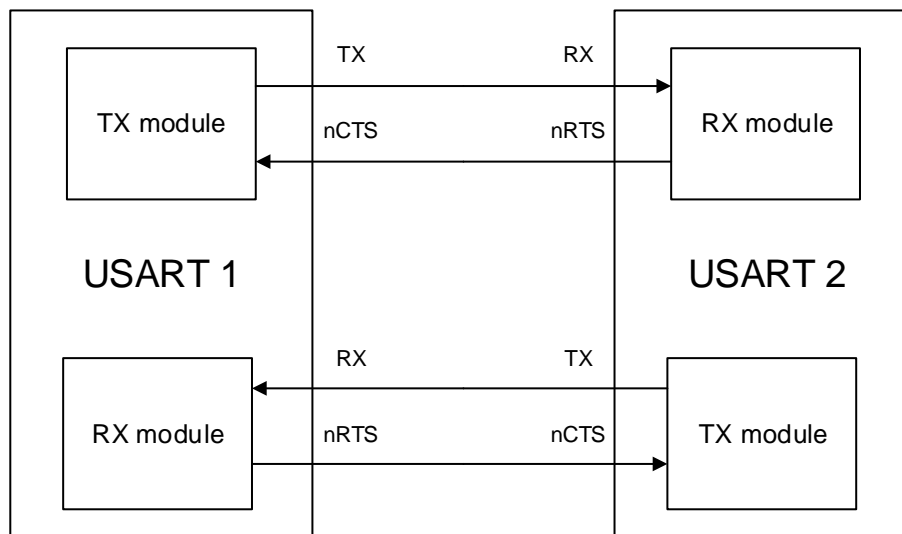 TX RX
TX module RX module
nCTS nRTS
USART 1 USART 2
RX TX
RX module TX module
nRTS nCTS